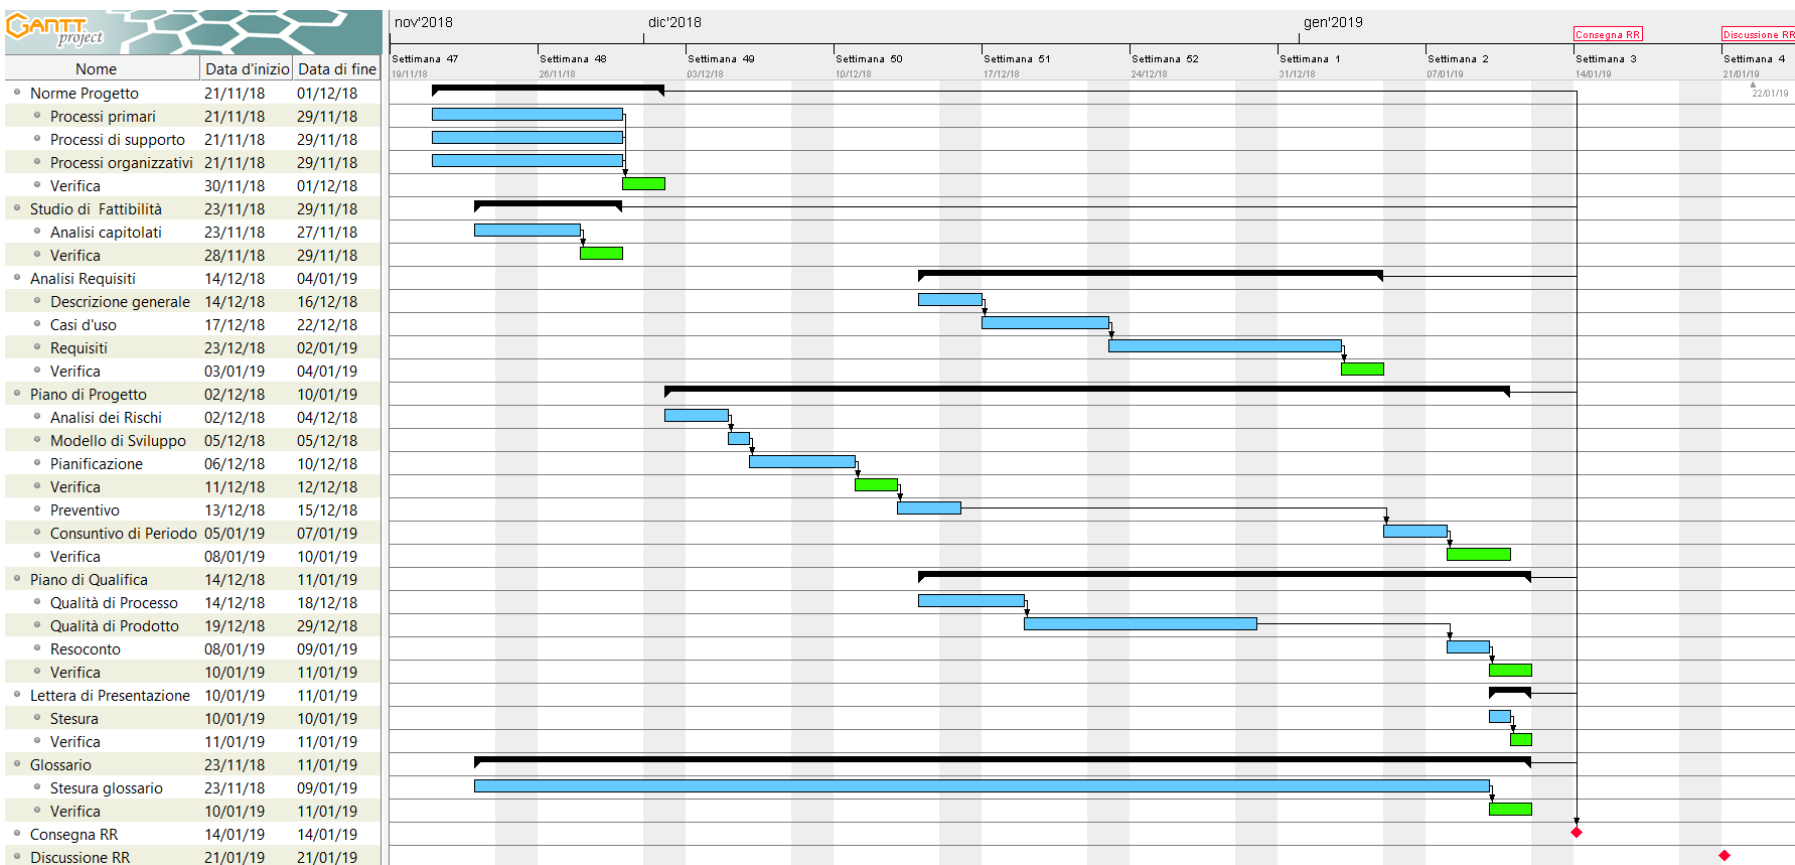 GANTT
project
nov'2018 dic'2018 gen'2019
Consegna RR Discussione RR
Settimana 47 Settimana 48 Settimana 49 Settimana 50 Settimana 51 Settimana 52 Settimana 1 Settimana 2 Settimana 3 Settimana 4
19/11/18 26/11/18 03/12/18 10/12/18 17/12/18 24/12/18 31/12/18 07/01/19 14/01/19 21/01/19
22/01/19
Nome Data d'inizio Data di fine
Norme Progetto 21/11/18 01/12/18
Processi primari 21/11/18 29/11/18
Processi di supporto 21/11/18 29/11/18
Processi organizzativi 21/11/18 29/11/18
Verifica 30/11/18 01/12/18
Studio di Fattibilità 23/11/18 29/11/18
Analisi capitolati 23/11/18 27/11/18
Verifica 28/11/18 29/11/18
Analisi Requisiti 14/12/18 04/01/19
Descrizione generale 14/12/18 16/12/18
Casi d'uso 17/12/18 22/12/18
Requisiti 23/12/18 02/01/19
Verifica 03/01/19 04/01/19
Piano di Progetto 02/12/18 10/01/19
Analisi dei Rischi 02/12/18 04/12/18
Modello di Sviluppo 05/12/18 05/12/18
Pianificazione 06/12/18 10/12/18
Verifica 11/12/18 12/12/18
Preventivo 13/12/18 15/12/18
Consuntivo di Periodo 05/01/19 07/01/19
Verifica 08/01/19 10/01/19
Piano di Qualifica 14/12/18 11/01/19
Qualità di Processo 14/12/18 18/12/18
Qualità di Prodotto 19/12/18 29/12/18
Resoconto 08/01/19 09/01/19
Verifica 10/01/19 11/01/19
Lettera di Presentazione 10/01/19 11/01/19
Stesura 10/01/19 10/01/19
Verifica 11/01/19 11/01/19
Glossario 23/11/18 11/01/19
Stesura glossario 23/11/18 09/01/19
Verifica 10/01/19 11/01/19
Consegna RR 14/01/19 14/01/19
Discussione RR 21/01/19 21/01/19